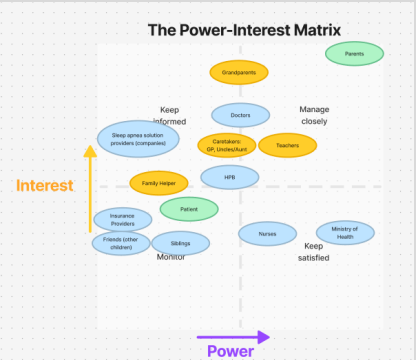 The Power-Interest Matrix
Parents
Grandparents
Keep
informed
Doctors
Manage
closely
Sleep apnea solution
providers (companies)
Caretakers:
GP, Uncles/Aunt
Teachers
Interest
Family Helper
HPB
Patient
Insurance
Providers
Friends (other
children)
Siblings
Monitor
Nurses
Ministry of
Health
Keep
satisfied
Power